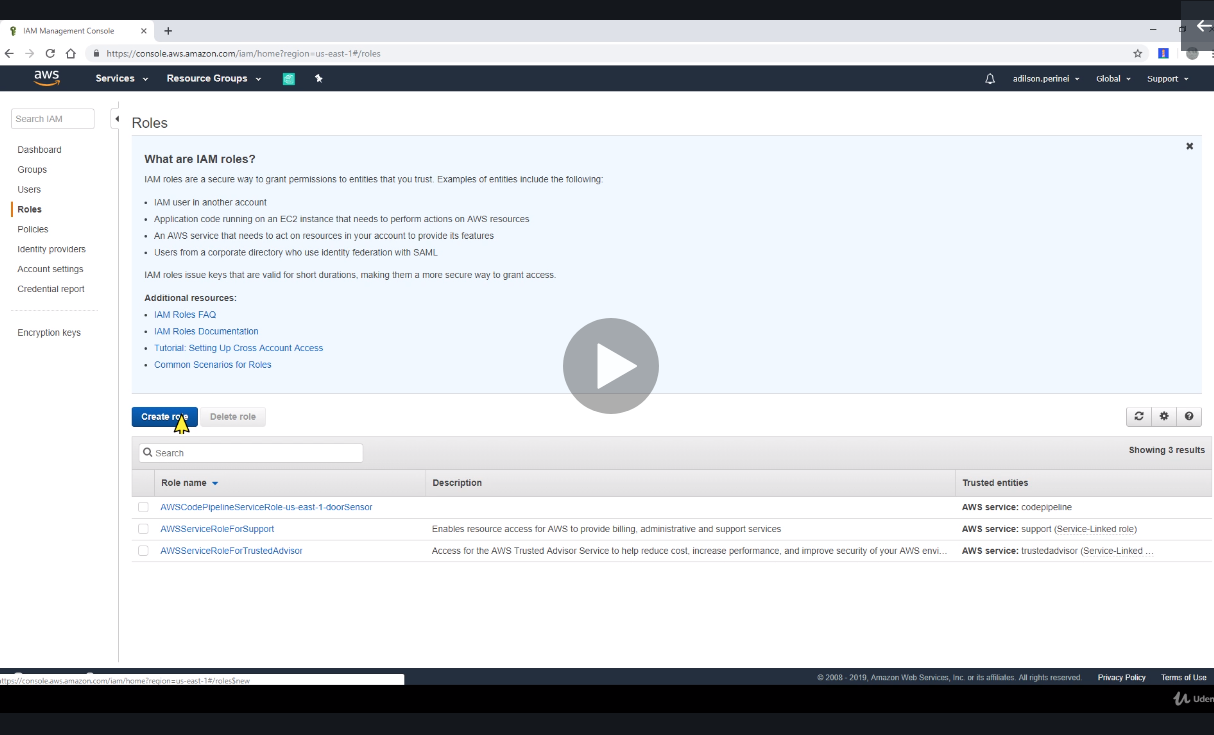 IAM Management Console
https://console.aws.amazon.com/iam/home?region=us-east-1#/roles
aws
Services
Resource Groups
adilson.perinei
Global
Support
Search IAM
Dashboard
Groups
Users
Roles
Policies
Identity providers
Account settings
Credential report
Encryption keys
Roles
What are IAM roles?
IAM roles are a secure way to grant permissions to entities that you trust. Examples of entities include the following:
• IAM user in another account
• Application code running on an EC2 instance that needs to perform actions on AWS resources
• An AWS service that needs to act on resources in your account to provide its features
• Users from a corporate directory who use identity federation with SAML
IAM roles issue keys that are valid for short durations, making them a more secure way to grant access.
Additional resources:
• IAM Roles FAQ
• IAM Roles Documentation
• Tutorial: Setting Up Cross Account Access
• Common Scenarios for Roles
Create role
Delete role
Search
Showing 3 results
Role name Description Trusted entities
AWSCodePipelineServiceRole-us-east-1-doorSensor AWS service: codepipeline
AWSServiceRoleForSupport Enables resource access for AWS to provide billing, administrative and support services AWS service: support (Service-Linked role)
AWSServiceRoleForTrustedAdvisor Access for the AWS Trusted Advisor Service to help reduce cost, increase performance, and improve security of your AWS envi... AWS service: trustedadvisor (Service-Linked ...
ttps://console.aws.amazon.com/iam/home?region=us-east-1#/roles$new
© 2008 - 2019, Amazon Web Services, Inc. or its affiliates. All rights reserved. Privacy Policy Terms of Use
Uden